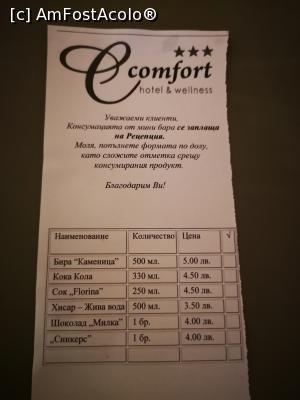 [c] AmFostAcolo®
★★★
Comfort
hotel & wellness
Уважаеми клиенти,
Консумацията от мини бара се заплаща
на Рецепция.
Моля, попълнете формата по долу,
като сложите отметка срещу
консумирания продукт.
Благодарим Ви!
Наименование Количество Цена √
Бира “Каменица” 500 мл. 5.00 лв.
Кока Кола 330 мл. 4.50 лв.
Сок „Florina” 250 мл. 4.50 лв.
Хисар – Жива вода 500 мл. 3.50 лв.
Шоколад „Милка” 1 бр. 4.00 лв.
„Сникерс” 1 бр. 4.00 лв.